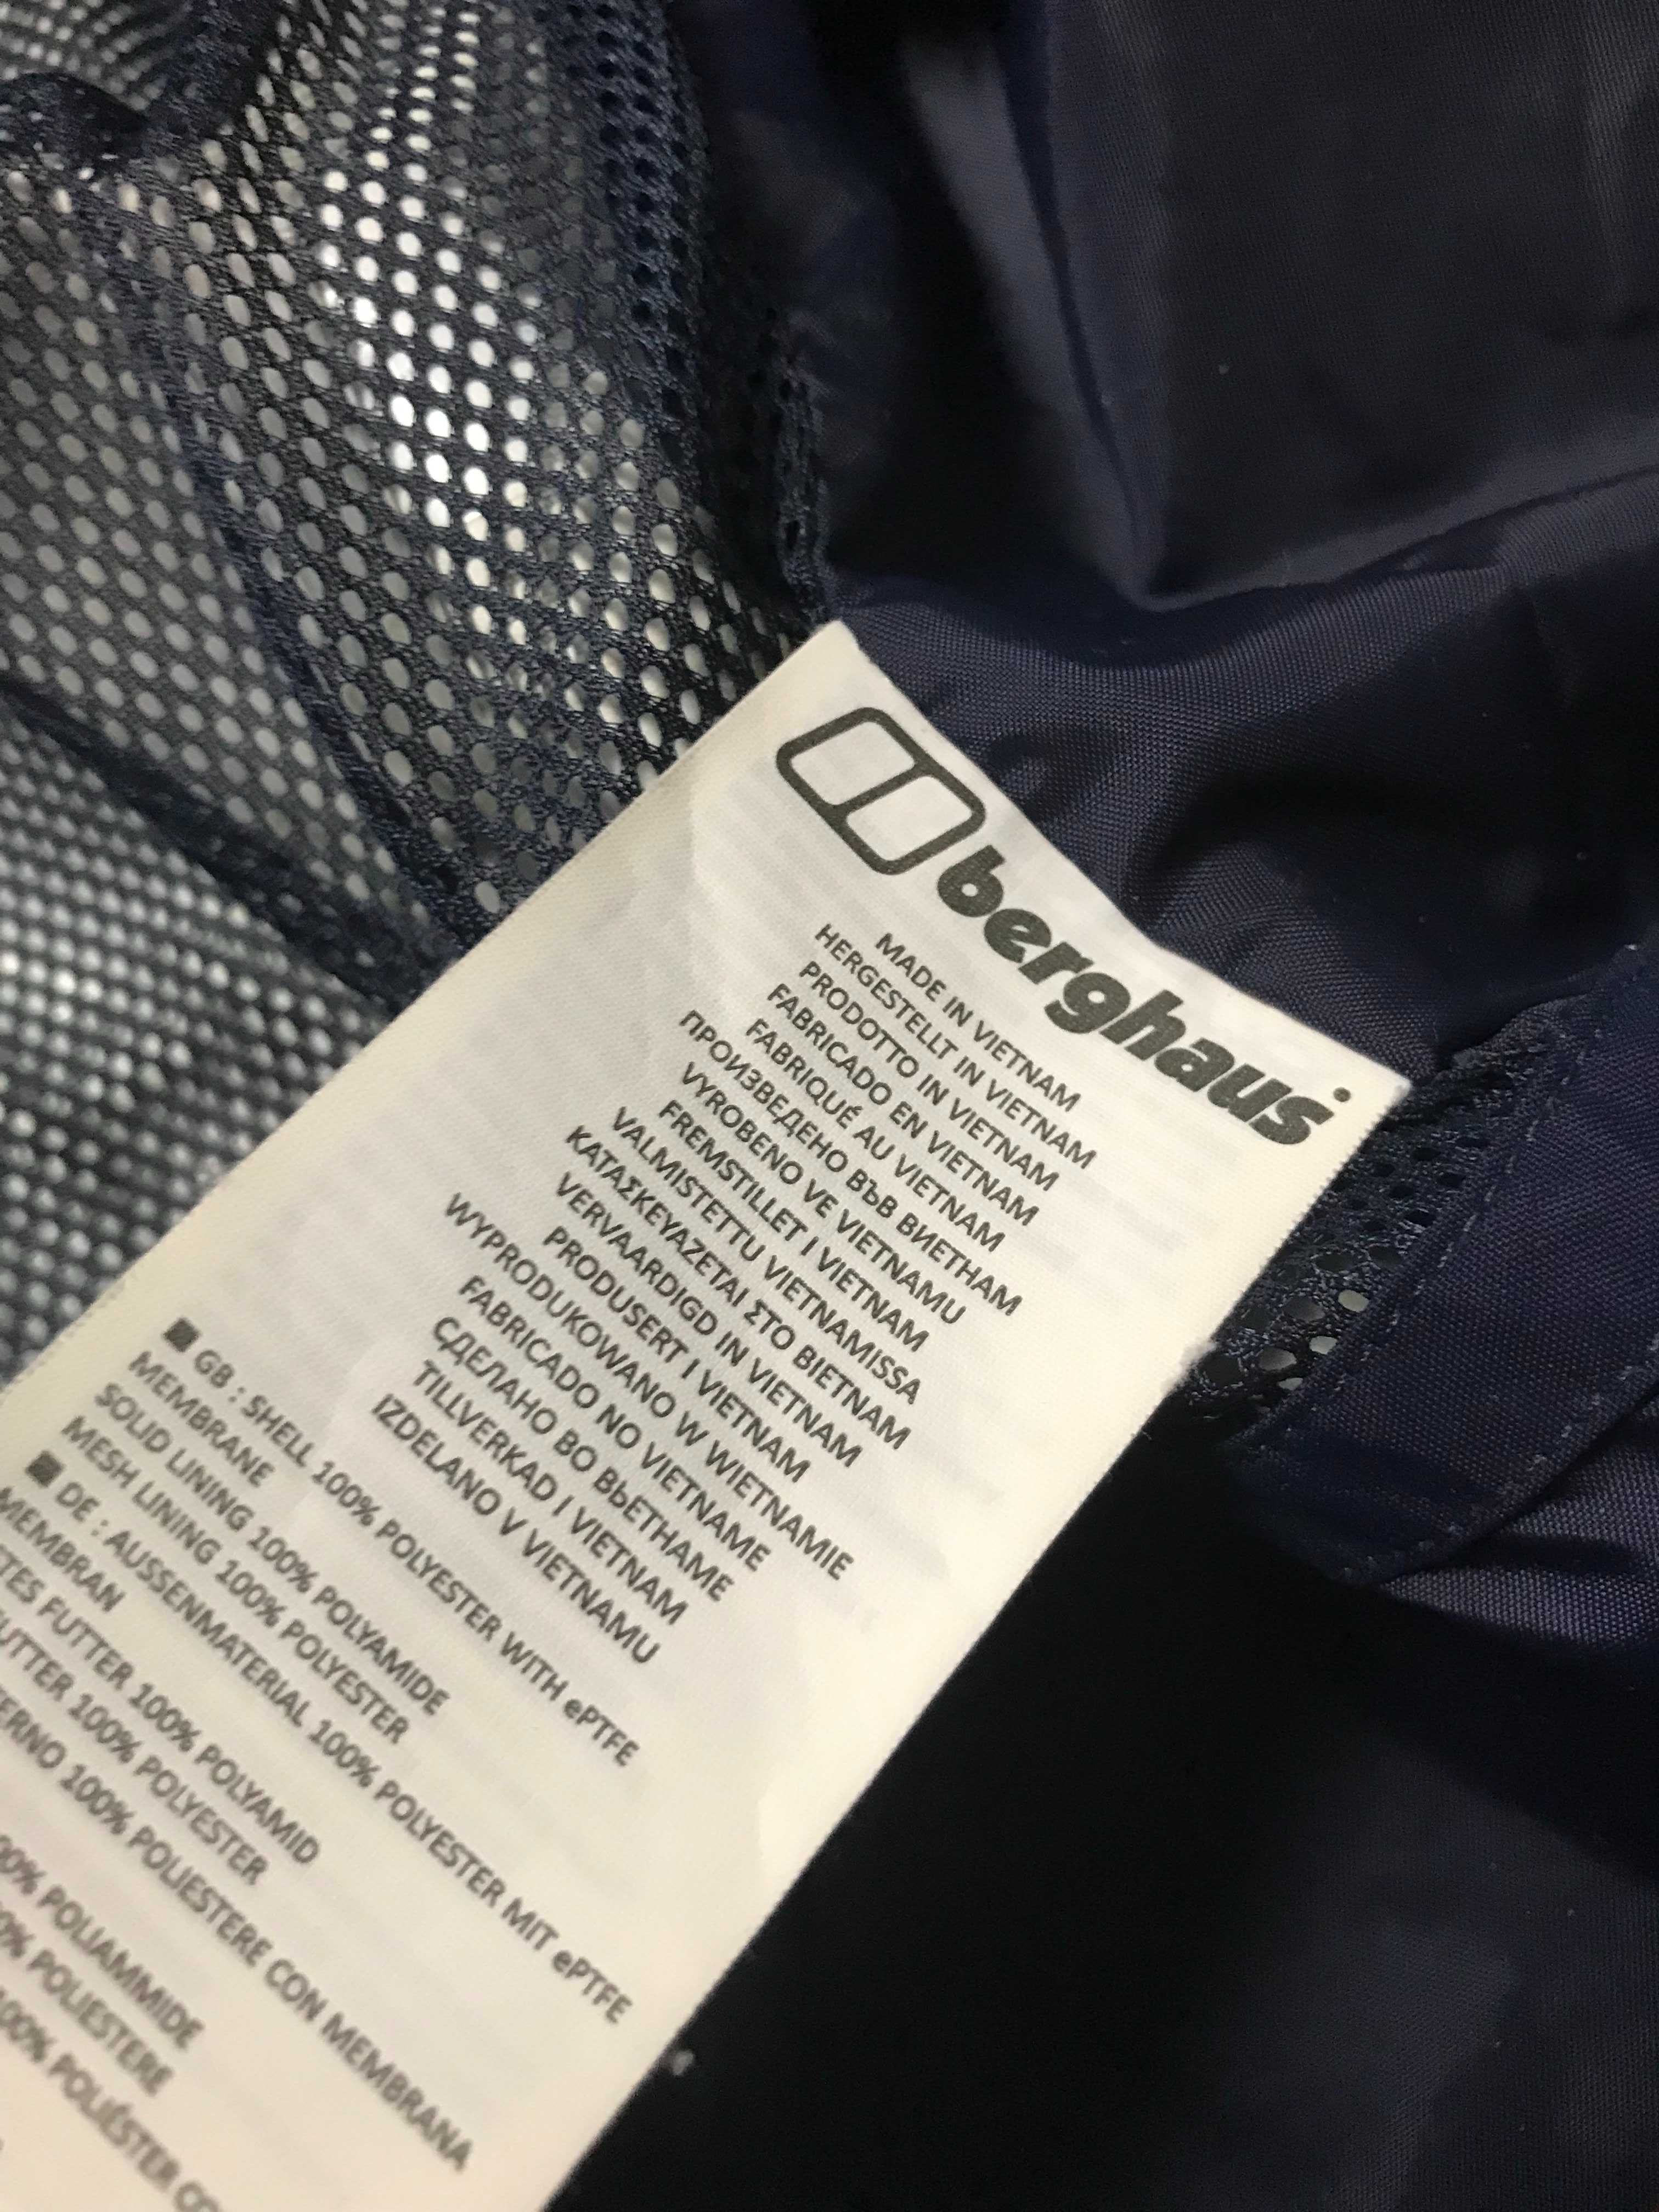 berghaus
MADE IN VIETNAM
HERGESTELLT IN VIETNAM
PRODOTTO IN VIETNAM
FABRICADO EN VIETNAM
FABRIQUÉ AU VIETNAM
ПРОИЗВЕДЕНО ВЪВ ВИЕТНАМ
VYROBENO VE VIETNAMU
FREMSTILLET I VIETNAM
VALMISTETTU VIETNAMISSA
ΚΑΤΑΣΚΕΥΑΖΕΤΑΙ ΣΤΟ ΒΙΕΤΝΑΜ
VERVAARDIGD IN VIETNAM
PRODUSERT I VIETNAM
WYPRODUKOWANO W WIETNAMIE
FABRICADO NO VIETNAME
СДЕЛАНО ВО ВЬЕТНАМЕ
TILLVERKAD I VIETNAM
IZDELANO V VIETNAMU
GB : SHELL 100% POLYESTER WITH ePTFE
MEMBRANE
SOLID LINING 100% POLYAMIDE
MESH LINING 100% POLYESTER
DE : AUSSENMATERIAL 100% POLYESTER MIT ePTFE
MEMBRAN
FUTTER 100% POLYAMID
100% POLYESTER
100% POLIESTERE CON MEMBRANA
POLIAMMIDE
POLIESTERE
100% POLIÉSTER